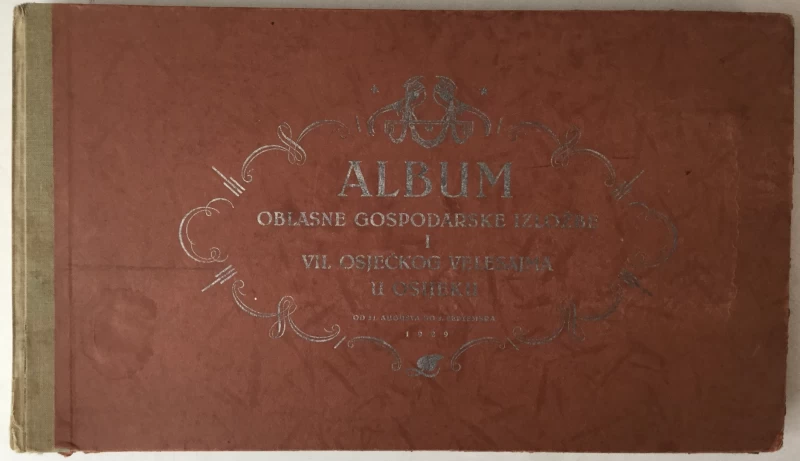 ALBUM
OBLASNE GOSPODARSKE IZLOŽBE
I
VII. OSJEČKOG VELESAJMA
U OSIJEKU
OD AUGUSTA DO SEPTEMBRA
1929